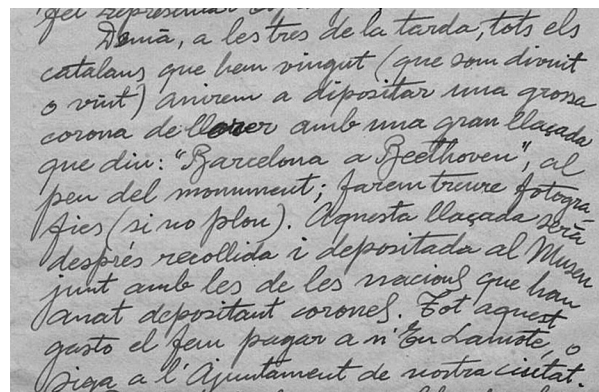 fet representar
Demà, a les tres de la tarda, tots els
catalans que hem vingut (que som divuit
o vint) anirem a dipositar una grossa
corona de llorer amb una gran llaçada
que diu: "Barcelona a Beethoven", al
peu del monument; farem treure fotogra-
fies (si no plou). Aquesta llaçada serà
després recollida i depositada al Museu
junt amb les de les nacions que han
anat depositant corones. Tot aquest
gasto el fem pagar a n'En Lamote, o
siga a l'Ajuntament de nostra ciutat.